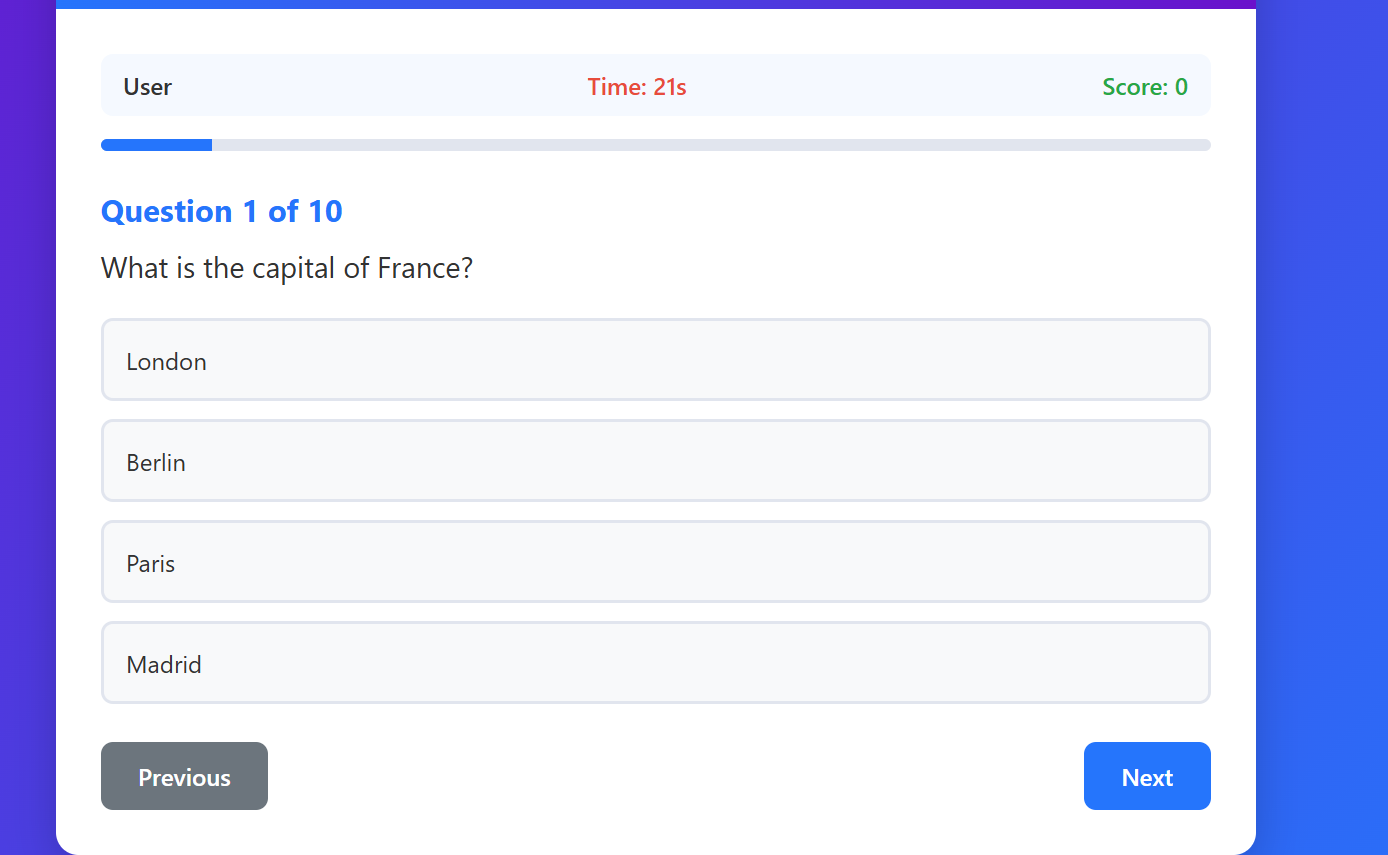 User Time: 21s Score: 0
Question 1 of 10
What is the capital of France?
London
Berlin
Paris
Madrid
Previous Next